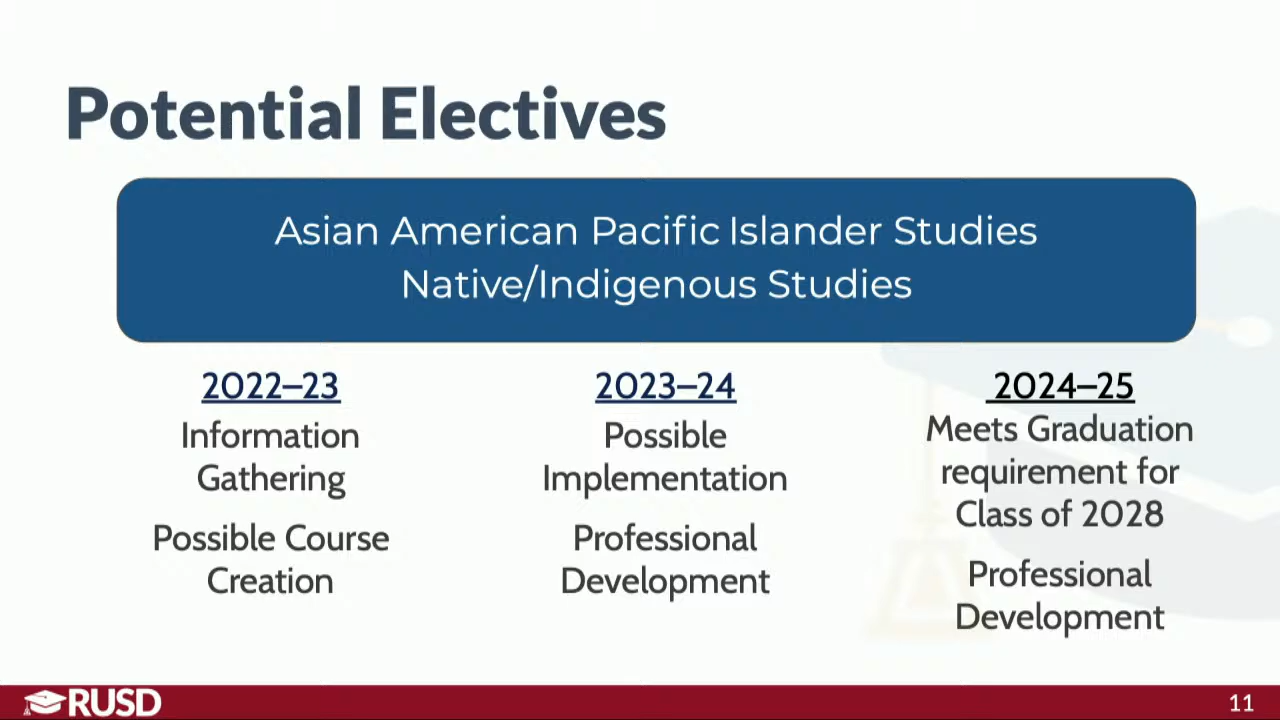 Potential Electives
Asian American Pacific Islander Studies
Native/Indigenous Studies
2022–23
Information
Gathering
Possible Course
Creation
2023–24
Possible
Implementation
Professional
Development
2024–25
Meets Graduation
requirement for
Class of 2028
Professional
Development
RUSD
11